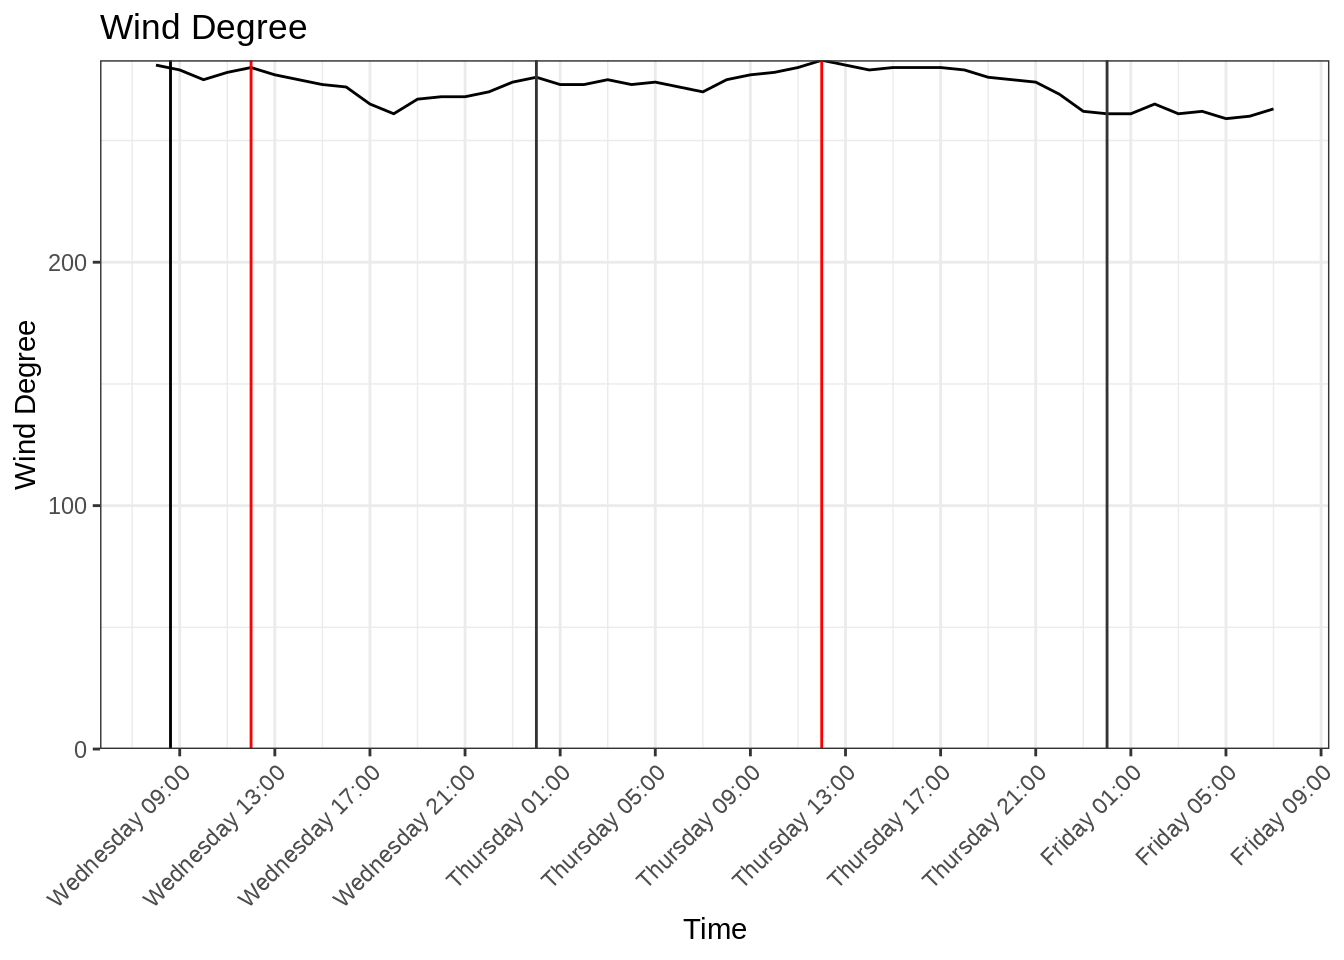 Wind Degree
Wind Degree
200
100
0
Wednesday 09:00
Wednesday 13:00
Wednesday 17:00
Wednesday 21:00
Thursday 01:00
Thursday 05:00
Thursday 09:00
Thursday 13:00
Thursday 17:00
Thursday 21:00
Friday 01:00
Friday 05:00
Friday 09:00
Time